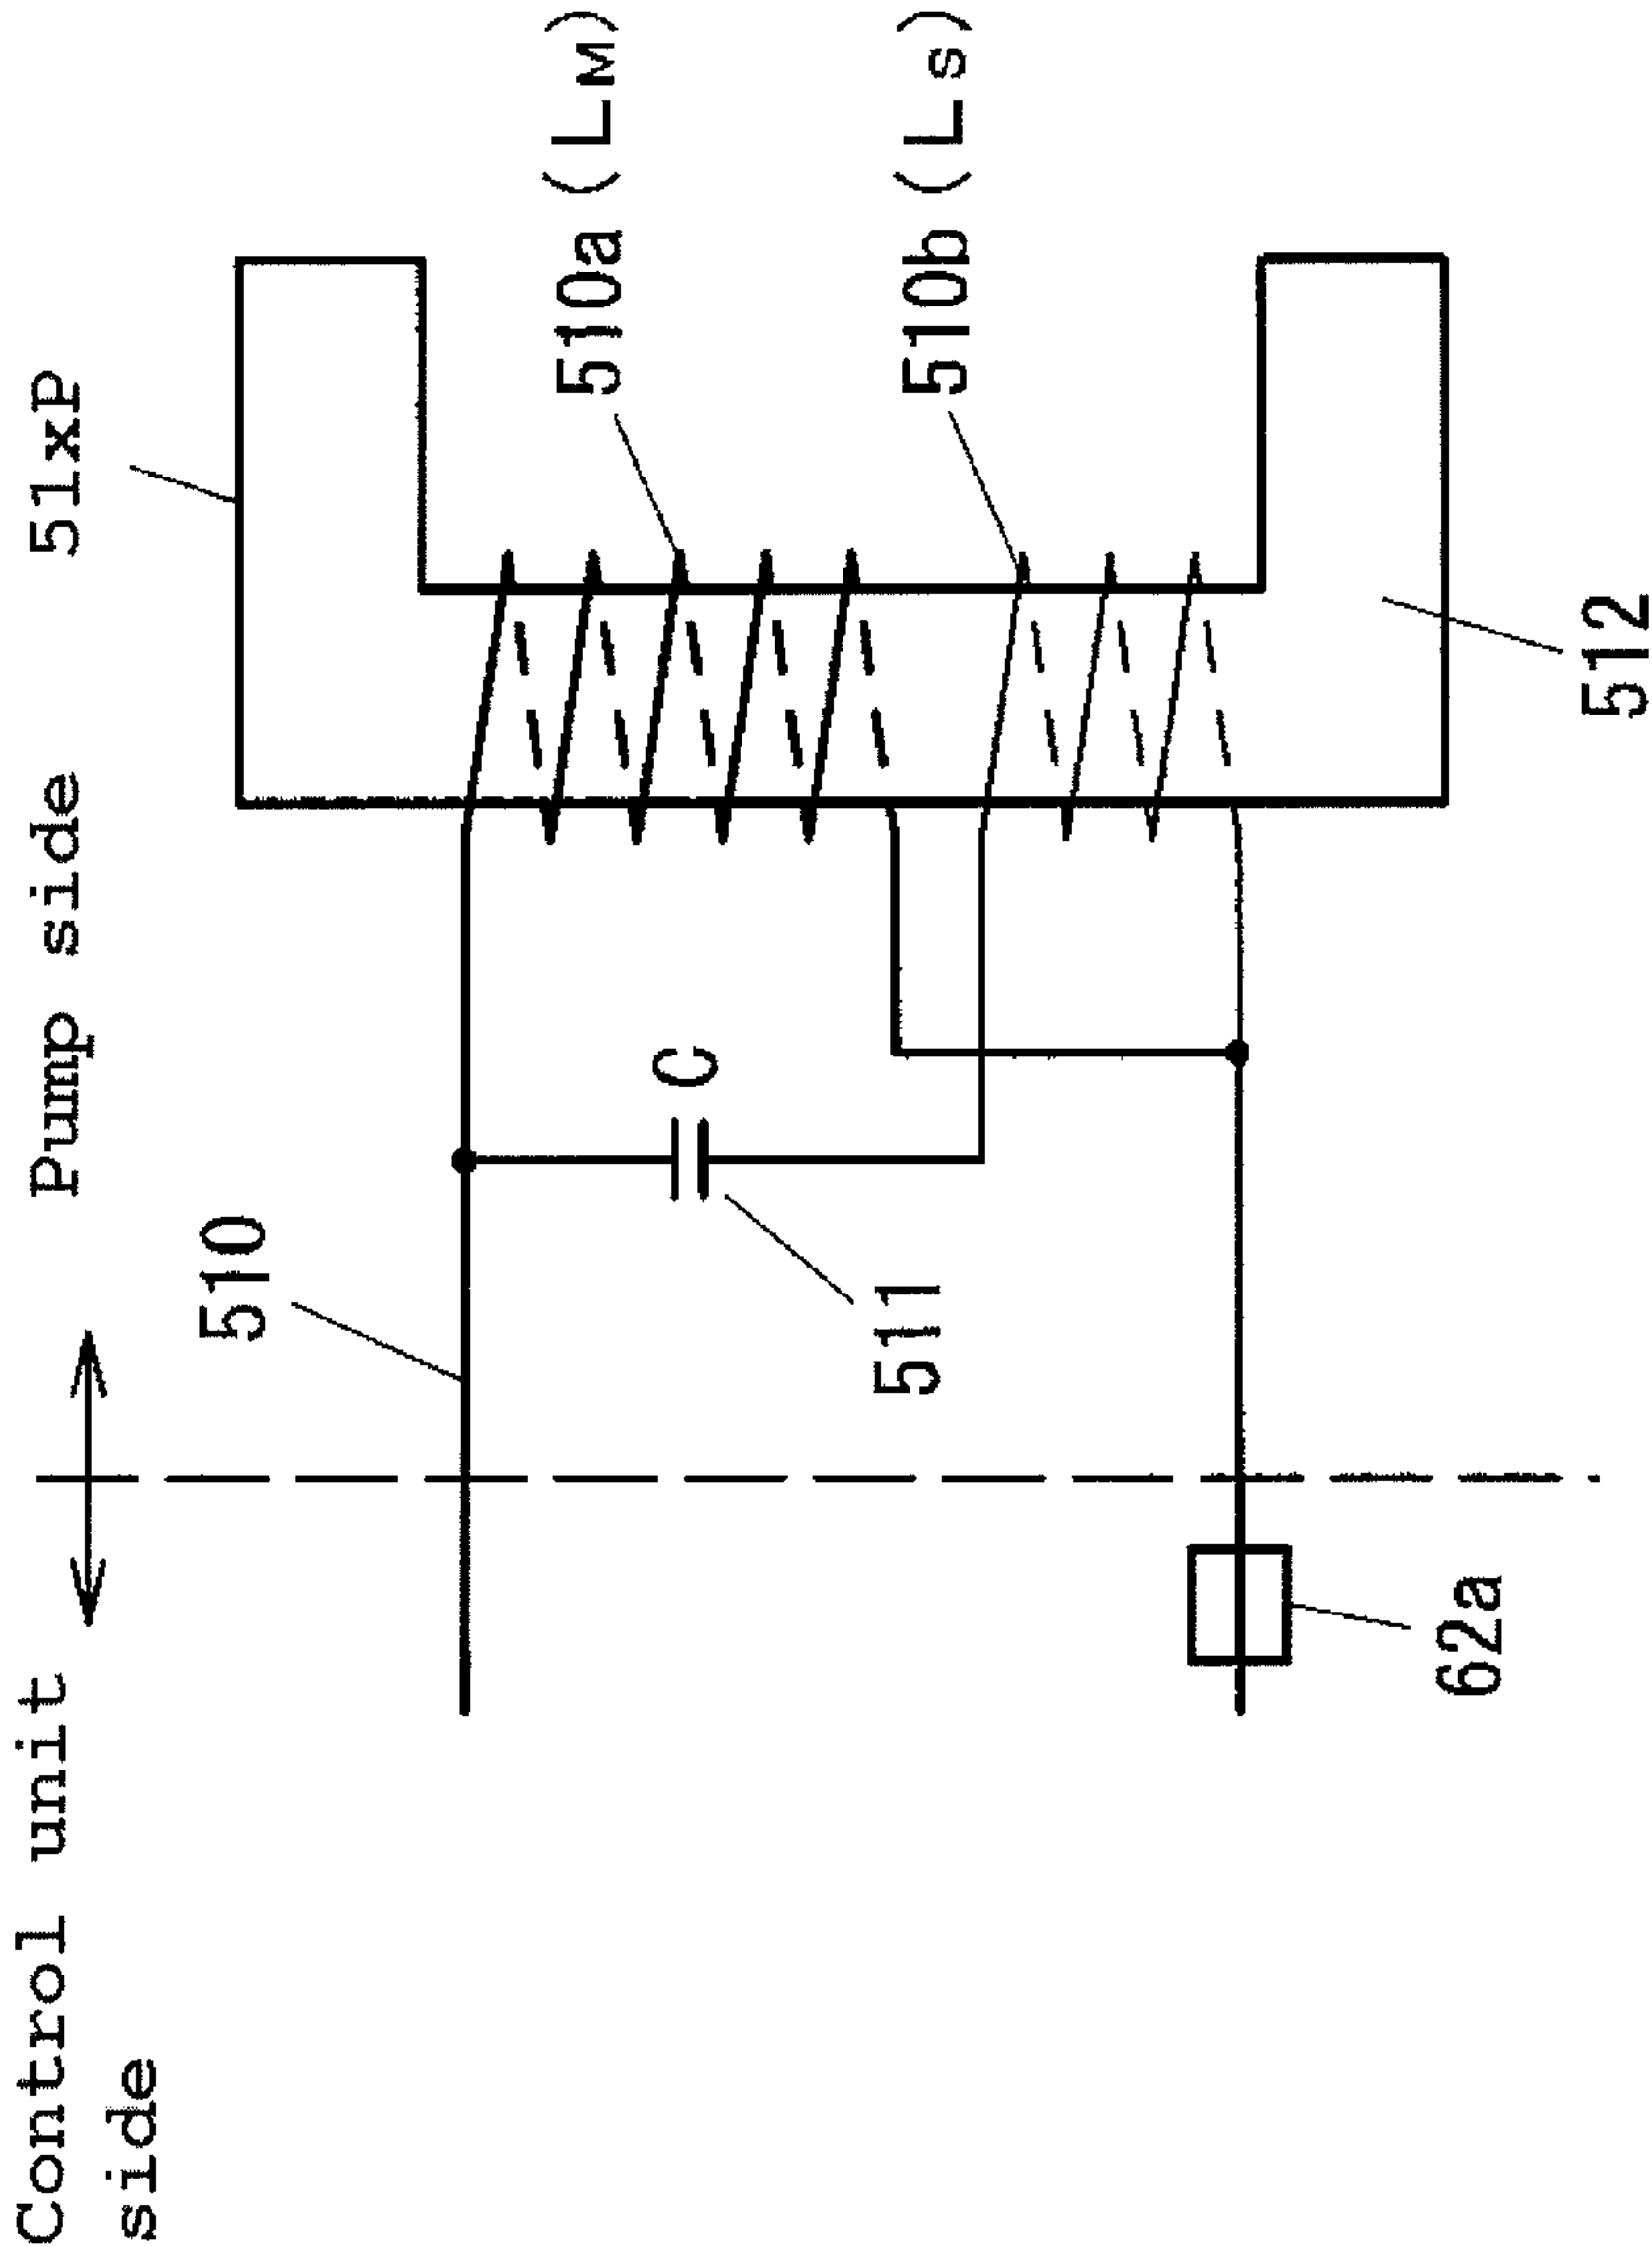 Control unit
side
Pump side
51xP
510
C
511
510a(LM)
510b(Ls)
62a
512